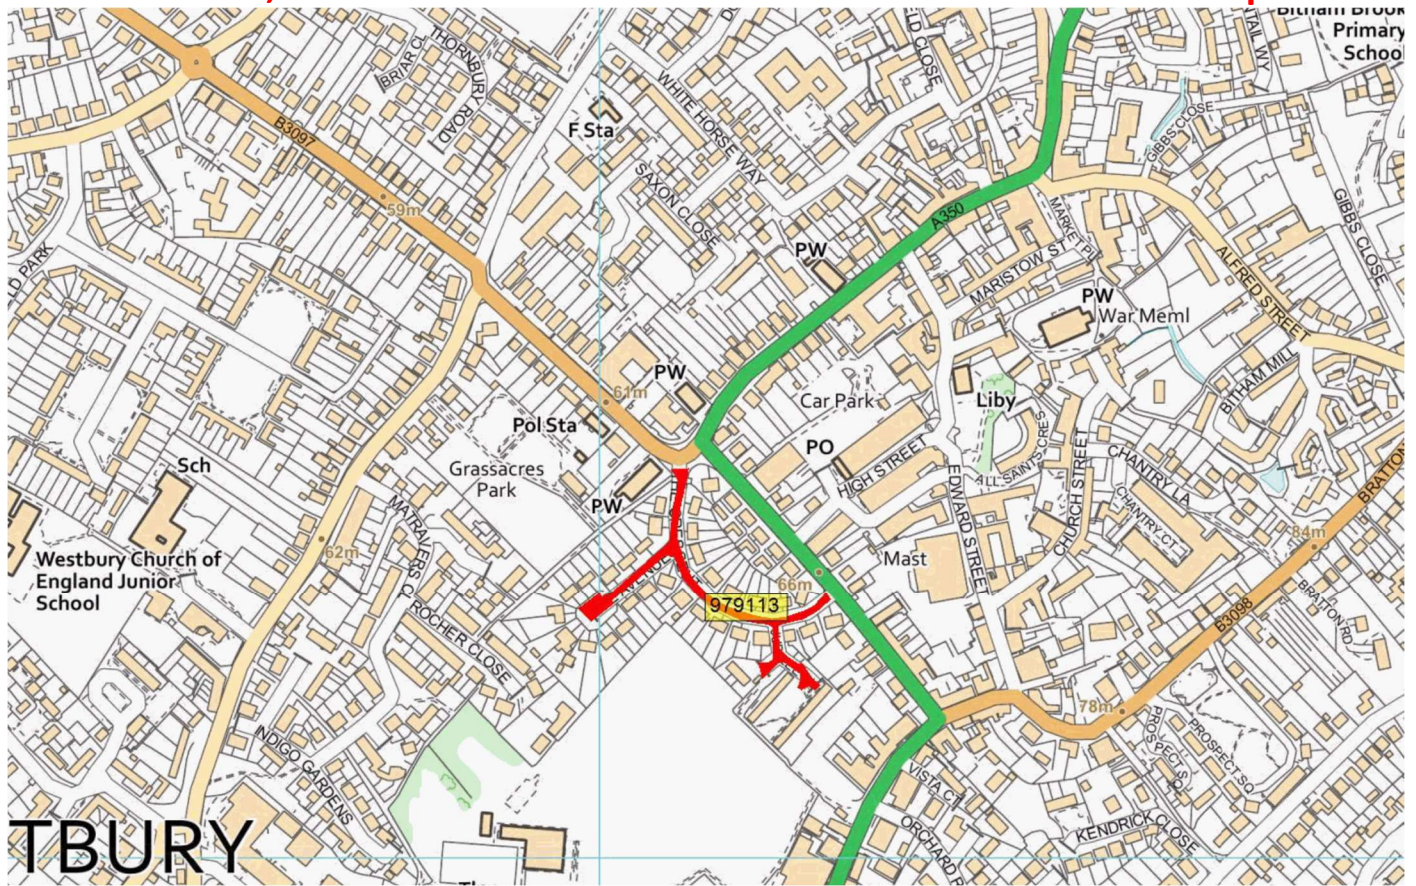 Bitham Brook
Primary
School
THORNBURY
ROAD
BRIAR CL
WHITE HORSE WAY
F Sta
B3097
SAXON CLOSE
59m
GIBBS CLOSE
A350
MARKET PL
MARISTOW ST
GIBBS CLOSE
ALFRED STREET
PW
PW
War Meml
BITHAM MILL
PW
61m
Car Park
Liby
Pol Sta
PO
HIGH STREET
ALL SAINTS CRES
CHURCH STREET
CHANTRY LA
CHANTRY CT
BRATTON
Sch
Grassacres
Park
PW
EDWARD STREET
84m
MATRAVERS CL
62m
Westbury Church of
England Junior
School
AVENUE
Mast
66m
979113
B3098
BRATTON RD
ROCHER CLOSE
78m
PROSPECT SQ
PROSPECT SQ
INDIGO GARDENS
VISTA CT
ORCHARD R
KENDRICK CLOSE
TBURY